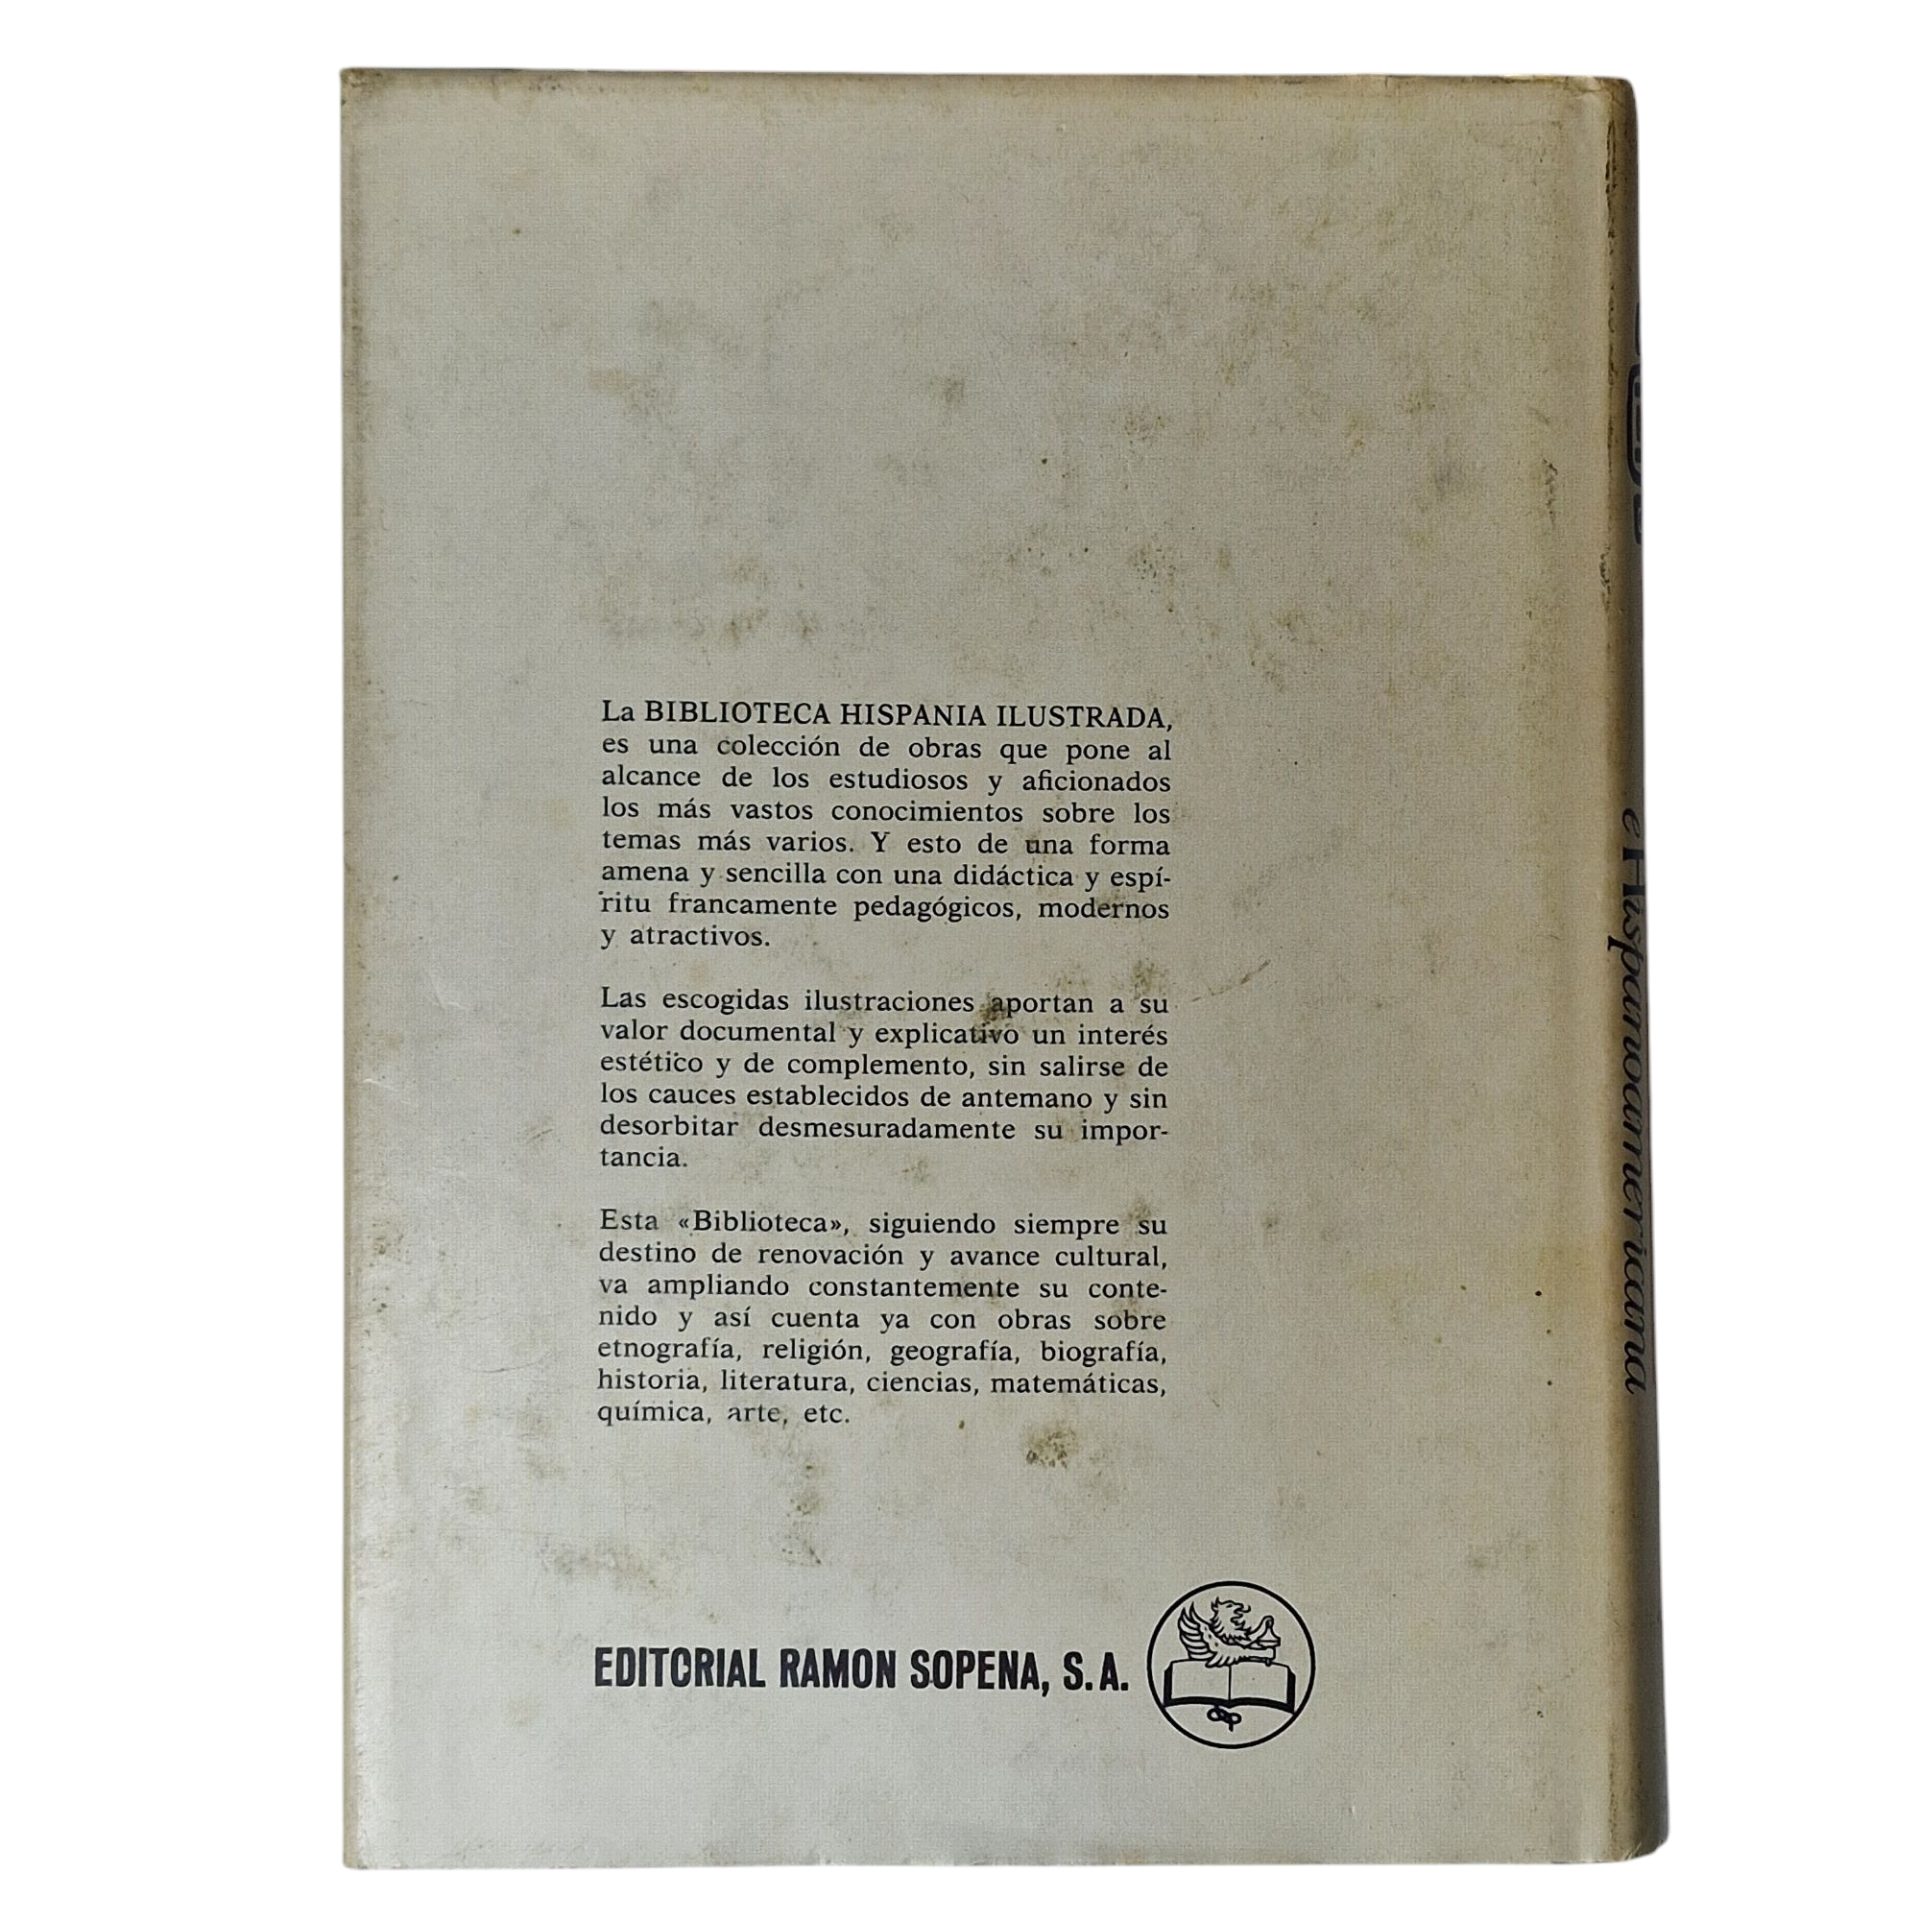 La BIBLIOTECA HISPANIA ILUSTRADA,
es una colección de obras que pone al
alcance de los estudiosos y aficionados
los más vastos conocimientos sobre los
temas más varios. Y esto de una forma
amena y sencilla con una didáctica y espí-
ritu francamente pedagógicos, modernos
y atractivos.
Las escogidas ilustraciones aportan a su
valor documental y explicativo un interés
estético y de complemento, sin salirse de
los cauces establecidos de antemano y sin
desorbitar desmesuradamente su impor-
tancia.
Esta «Biblioteca», siguiendo siempre su
destino de renovación y avance cultural,
va ampliando constantemente su conte-
nido y así cuenta ya con obras sobre
etnografía, religión, geografía, biografía,
historia, literatura, ciencias, matemáticas,
química, arte, etc.
EDITORIAL RAMON SOPENA, S.A.
e Hispanoamericana